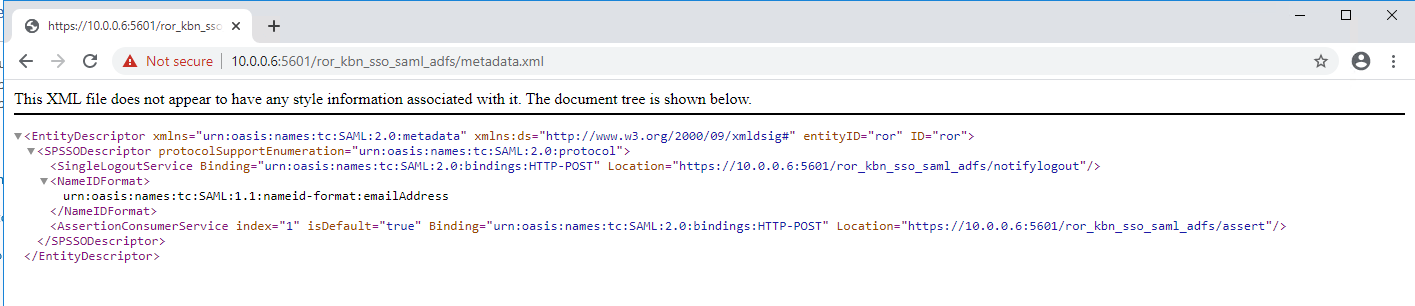 https://10.0.0.6:5601/ror_kbn_sso
Not secure | 10.0.0.6:5601/ror_kbn_sso_saml_adfs/metadata.xml
This XML file does not appear to have any style information associated with it. The document tree is shown below.
▼<EntityDescriptor xmlns="urn:oasis:names:tc:SAML:2.0:metadata" xmlns:ds="http://www.w3.org/2000/09/xmldsig#" entityID="ror" ID="ror">
▼<SPSSODescriptor protocolSupportEnumeration="urn:oasis:names:tc:SAML:2.0:protocol">
<SingleLogoutService Binding="urn:oasis:names:tc:SAML:2.0:bindings:HTTP-POST" Location="https://10.0.0.6:5601/ror_kbn_sso_saml_adfs/notifylogout"/>
▼<NameIDFormat>
urn:oasis:names:tc:SAML:1.1:nameid-format:emailAddress
</NameIDFormat>
<AssertionConsumerService index="1" isDefault="true" Binding="urn:oasis:names:tc:SAML:2.0:bindings:HTTP-POST" Location="https://10.0.0.6:5601/ror_kbn_sso_saml_adfs/assert"/>
</SPSSODescriptor>
</EntityDescriptor>